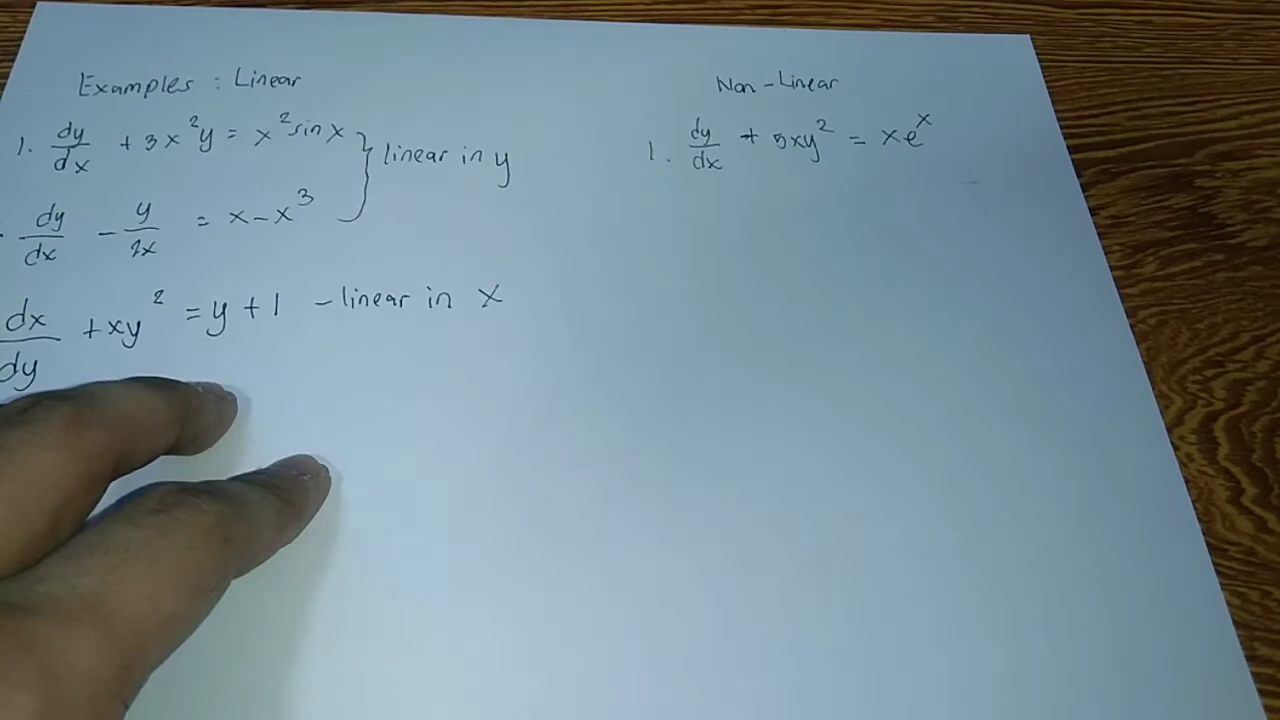 Examples : Linear
1. dy/dx + 3x²y = x² sin x } linear in y
dy/dx - y/2x = x - x³
dx/dy + xy² = y + 1 - linear in x
Non-Linear
1. dy/dx + 5xy² = xeˣ